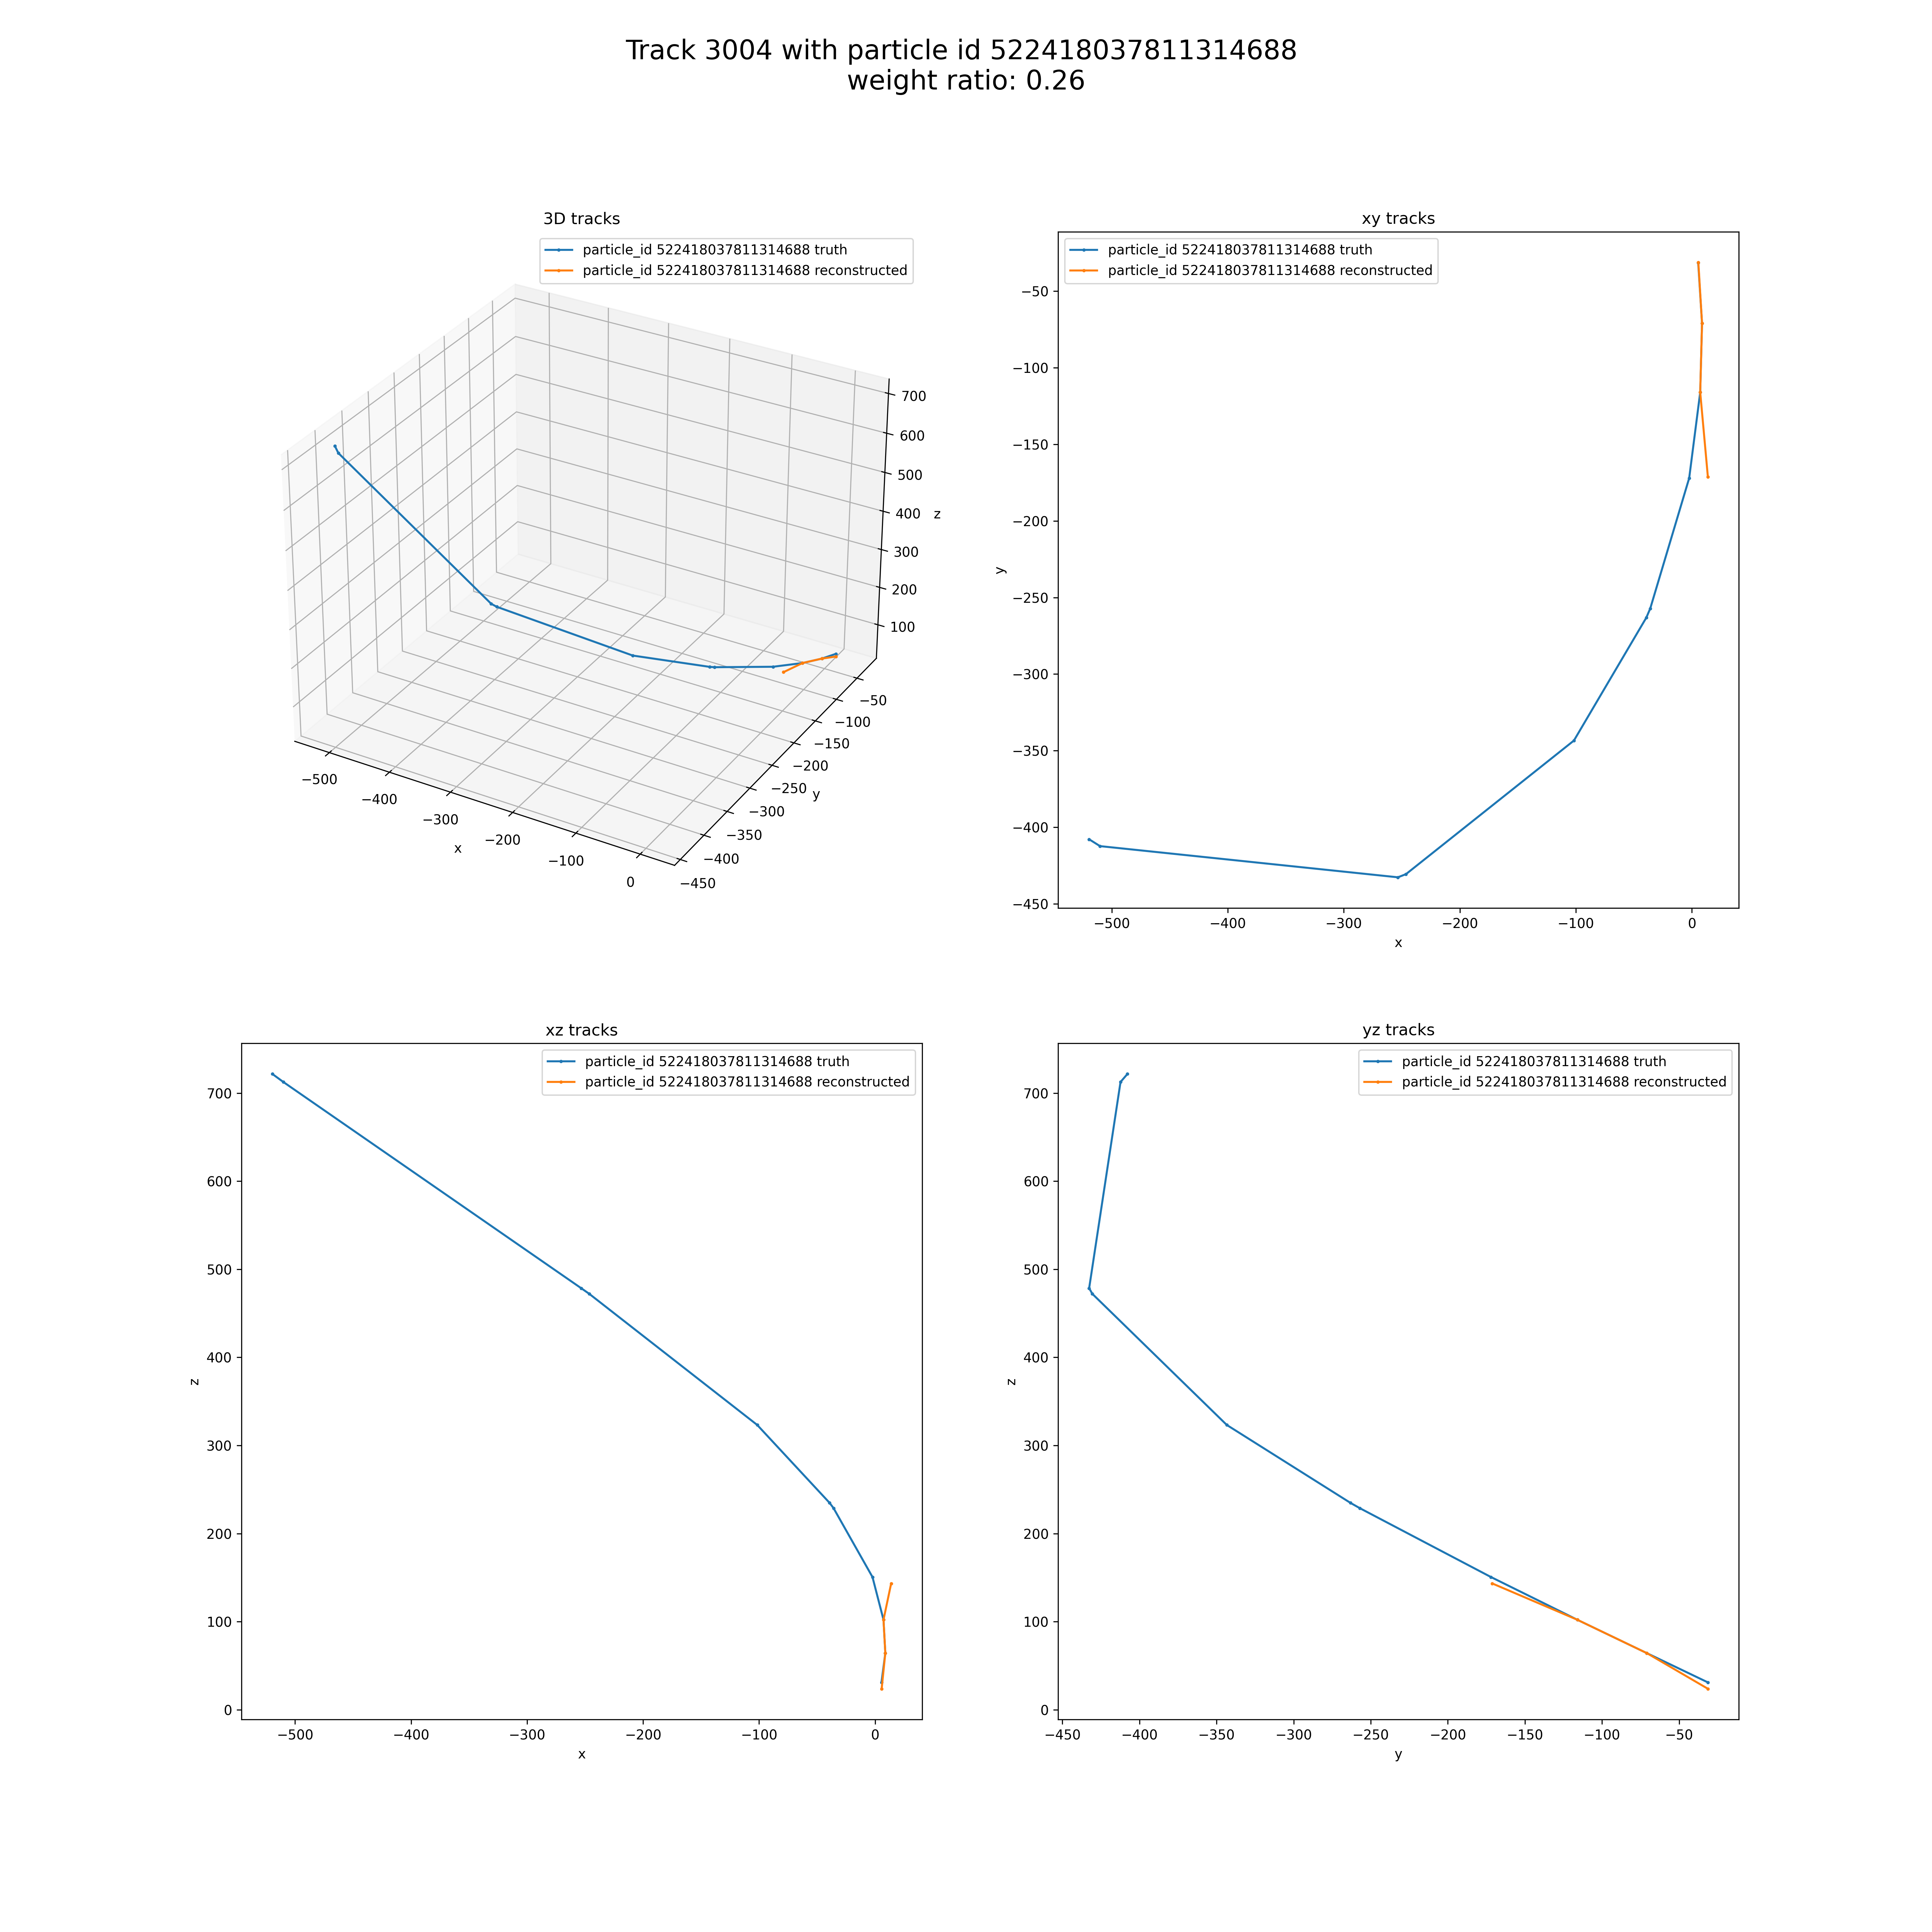 Track 3004 with particle id 522418037811314688
weight ratio: 0.26
3D tracks
particle_id 522418037811314688 truth
particle_id 522418037811314688 reconstructed
700
600
500
400 z
300
200
100
−50
−100
−150
−200
−250 y
−300
−350
−400
−450
−500
−400
−300
−200
−100
0
x
xy tracks
particle_id 522418037811314688 truth
particle_id 522418037811314688 reconstructed
−50
−100
−150
−200
y
−250
−300
−350
−400
−450
−500 −400 −300 −200 −100 0
x
xz tracks
particle_id 522418037811314688 truth
particle_id 522418037811314688 reconstructed
700
600
500
400
z
300
200
100
0
−500 −400 −300 −200 −100 0
x
yz tracks
particle_id 522418037811314688 truth
particle_id 522418037811314688 reconstructed
700
600
500
400
z
300
200
100
0
−450 −400 −350 −300 −250 −200 −150 −100 −50
y